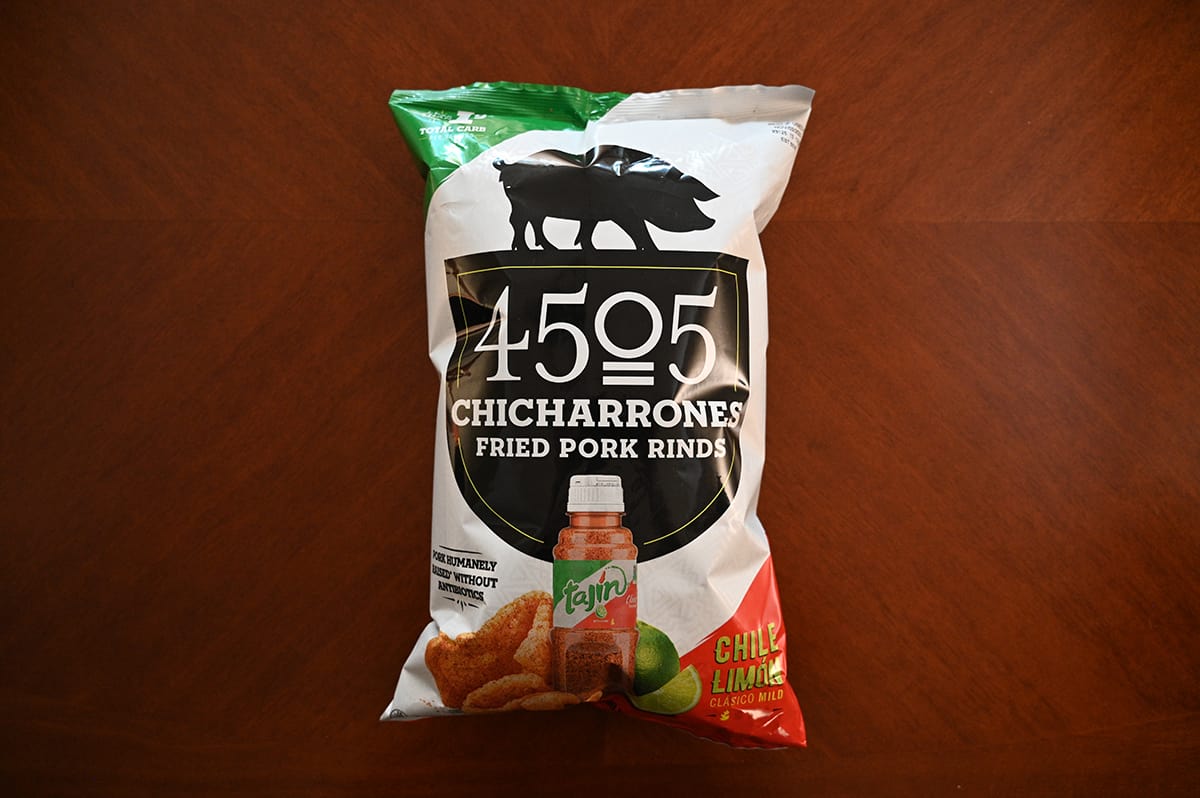 TOTAL CARB
4505
CHICHARRONES
FRIED PORK RINDS
PORK HUMANELY
RAISED* WITHOUT
ANTIBIOTICS
Tajín
CHILE
LIMÓN
CLÁSICO MILD